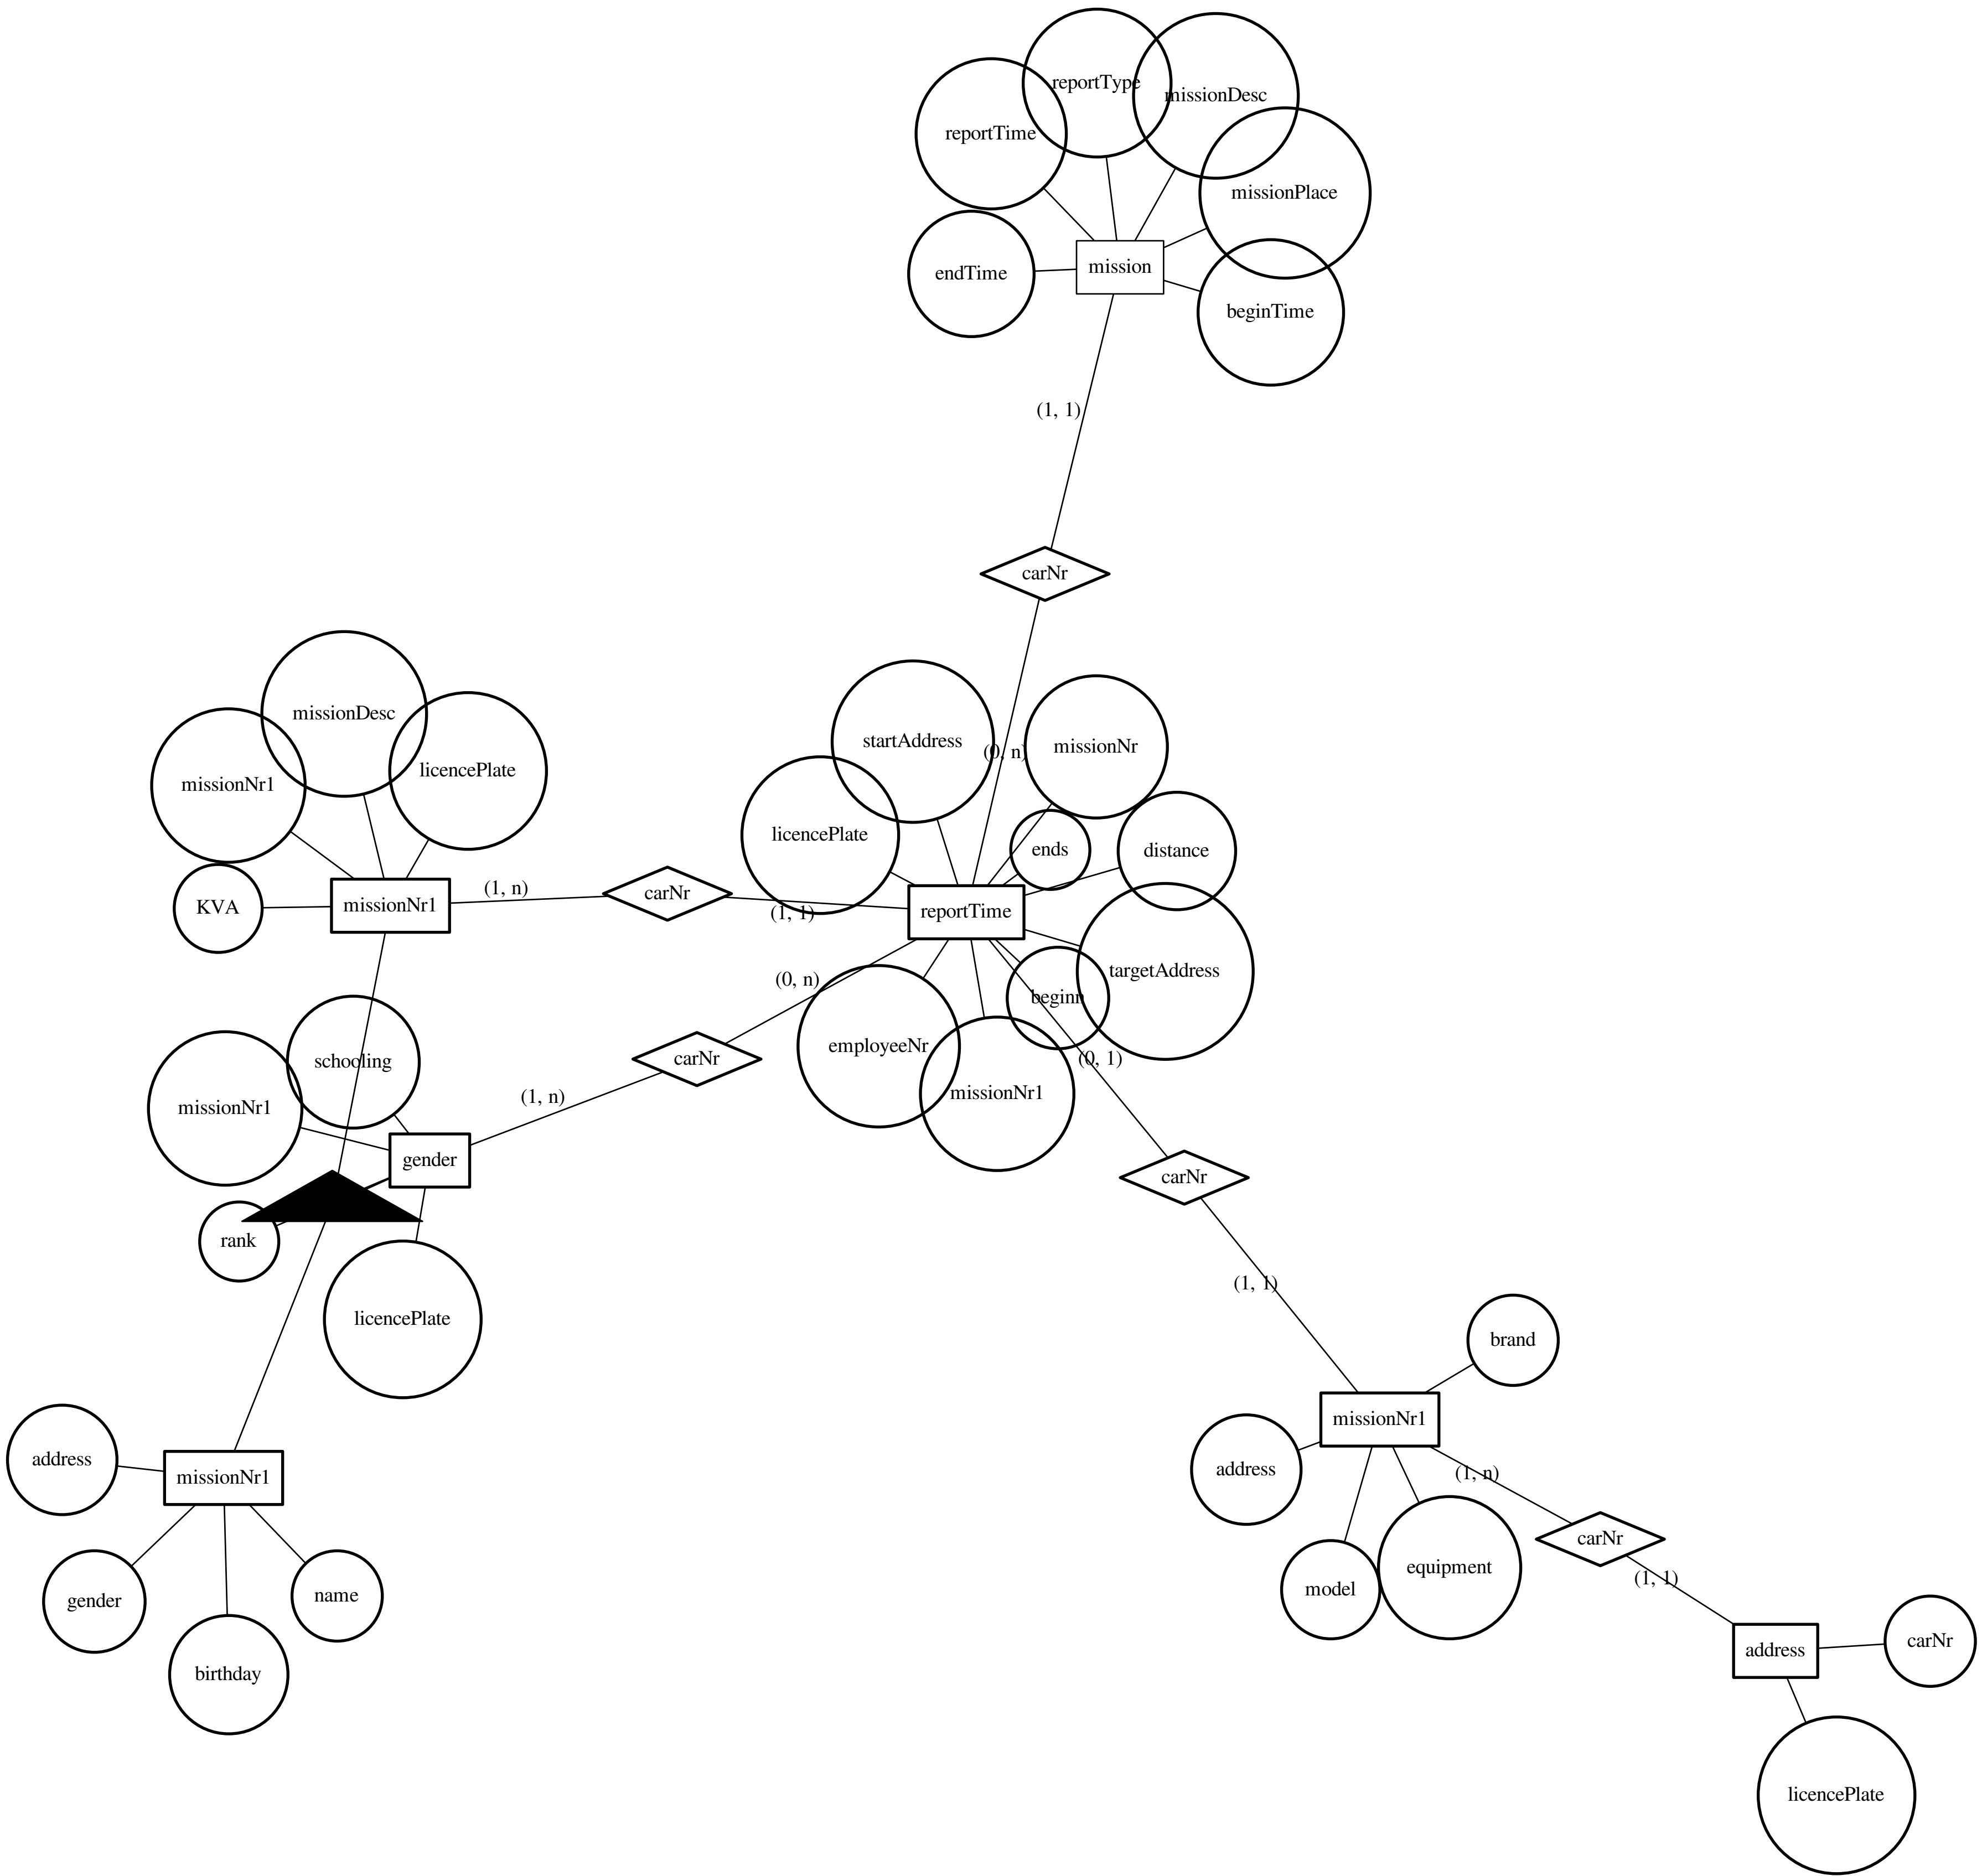 reportType
missionDesc
reportTime
missionPlace
mission
endTime
beginTime
(1, 1)
carNr
missionDesc
startAddress
missionNr
(0, n)
licencePlate
missionNr1
licencePlate
ends
distance
(1, n)
carNr
KVA
missionNr1
reportTime
(1, 1)
targetAddress
(0, n)
beginn
employeeNr
schooling
carNr
(0, 1)
missionNr1
(1, n)
missionNr1
gender
carNr
rank
(1, 1)
licencePlate
brand
missionNr1
address
address
(1, n)
missionNr1
carNr
equipment
(1, 1)
model
name
gender
carNr
address
birthday
licencePlate